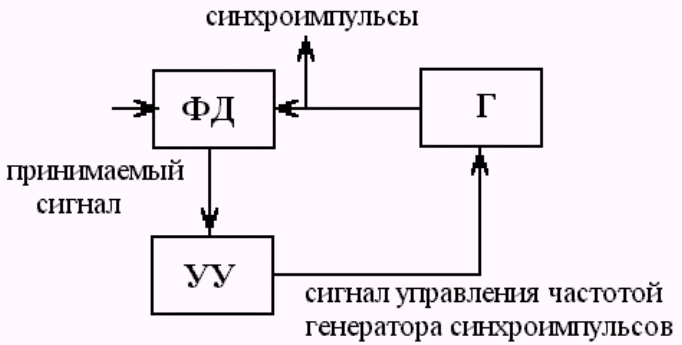 синхроимпульсы
ФД
Г
принимаемый
сигнал
УУ
сигнал управления частотой
генератора синхроимпульсов